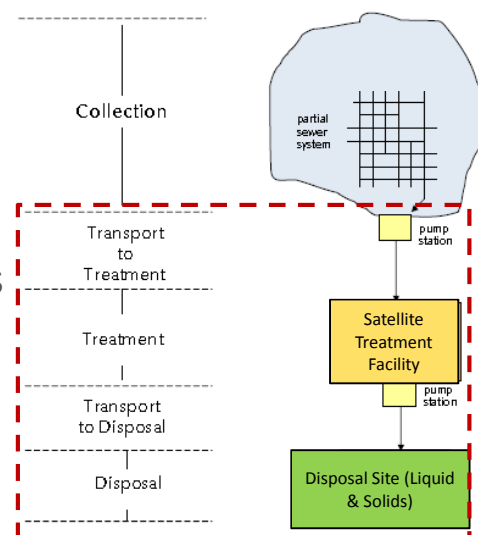 Collection
partial
sewer
system
Transport
to
Treatment
pump
station
s
Treatment
Satellite
Treatment
Facility
Transport
to Disposal
pump
station
Disposal
Disposal Site (Liquid
& Solids)